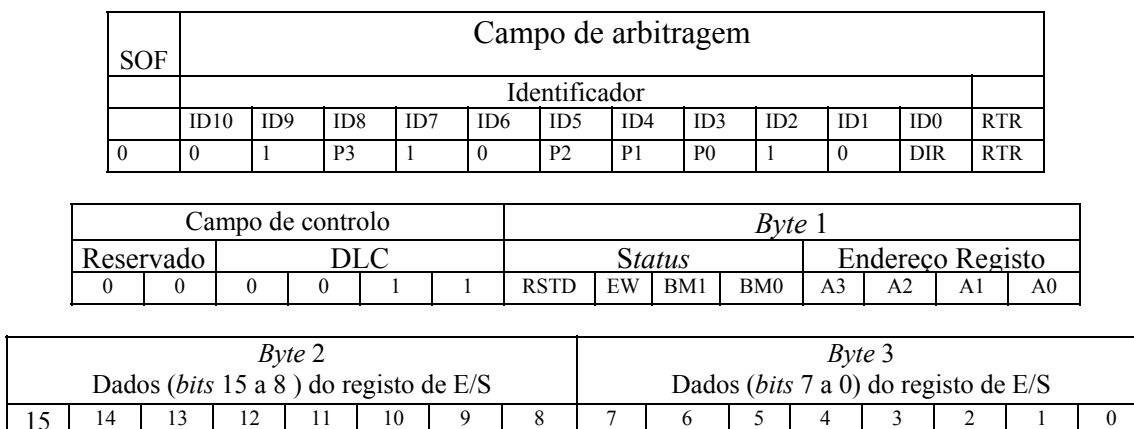 SOF Campo de arbitragem
Identificador
ID10 ID9 ID8 ID7 ID6 ID5 ID4 ID3 ID2 ID1 ID0 RTR
0 0 1 P3 1 0 P2 P1 P0 1 0 DIR RTR
Campo de controlo Byte 1
Reservado DLC Status Endereço Registo
0 0 0 0 1 1 RSTD EW BM1 BM0 A3 A2 A1 A0
Byte 2 Byte 3
Dados (bits 15 a 8 ) do registo de E/S Dados (bits 7 a 0) do registo de E/S
15 14 13 12 11 10 9 8 7 6 5 4 3 2 1 0